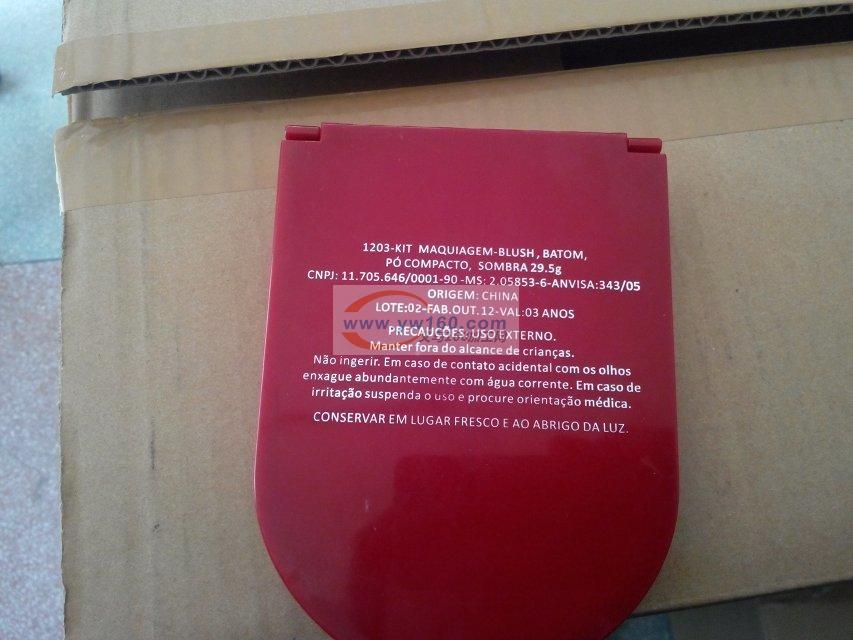 1203-KIT MAQUIAGEM-BLUSH, BATOM,
PÓ COMPACTO, SOMBRA 29.5g
CNPJ: 11.705.646/0001-90 -MS: 2.05853-6-ANVISA:343/05
ORIGEM: CHINA
LOTE:02-FAB.OUT.12-VAL:03 ANOS
www.yw160.com
PRECAUÇÕES: USO EXTERNO.
Manter fora do alcance de crianças.
Não ingerir. Em caso de contato acidental com os olhos
enxague abundantemente com água corrente. Em caso de
irritação suspenda o uso e procure orientação médica.
CONSERVAR EM LUGAR FRESCO E AO ABRIGO DA LUZ.